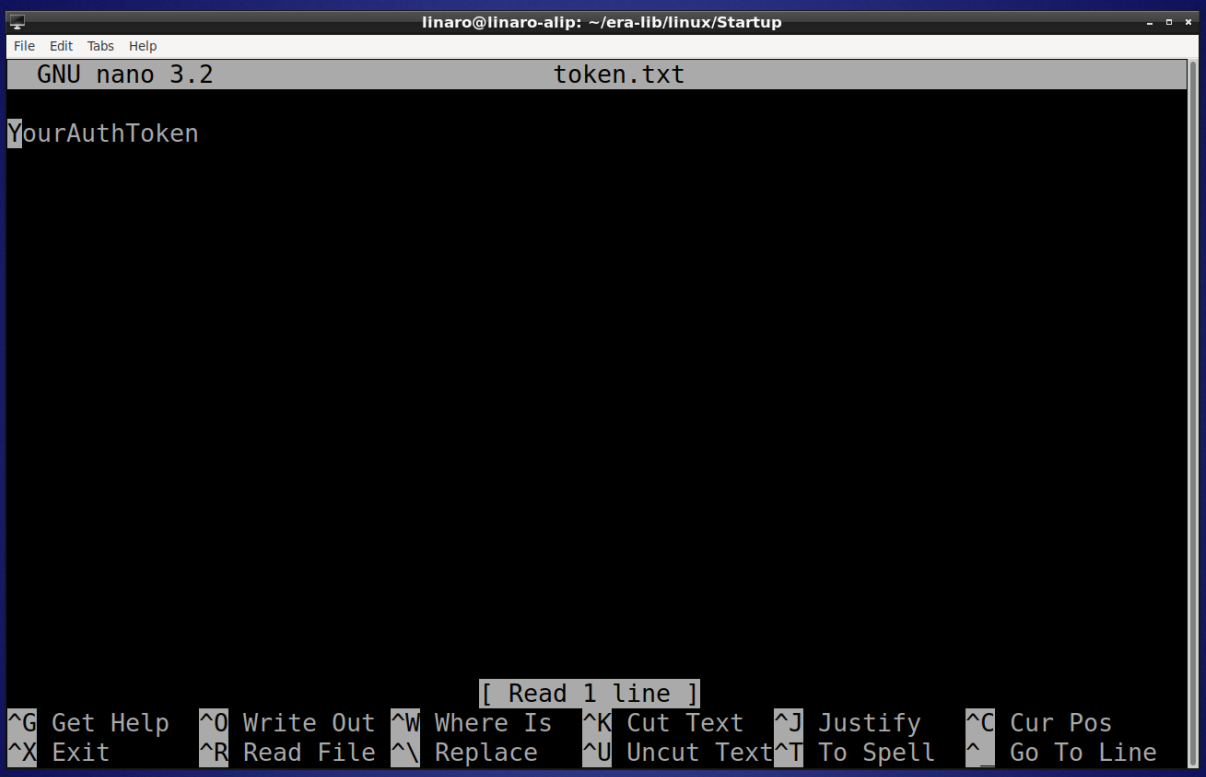 linaro@linaro-alip: ~/era-lib/linux/Startup
File Edit Tabs Help
GNU nano 3.2 token.txt
YourAuthToken
[ Read 1 line ]
^G Get Help ^O Write Out ^W Where Is ^K Cut Text ^J Justify ^C Cur Pos
^X Exit ^R Read File ^\ Replace ^U Uncut Text ^T To Spell ^_ Go To Line